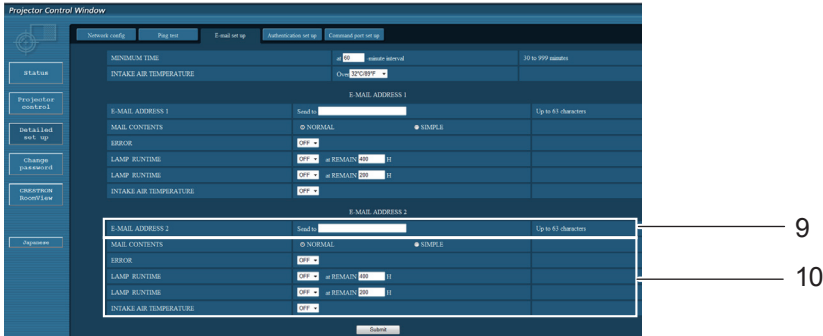 Projector Control Window
Network config Ping test E-mail set up Authentication set up Command port set up
MINIMUM TIME at 60 -minute interval 30 to 999 minutes
INTAKE AIR TEMPERATURE Over 32°C/89°F
Status
Projector control
Detailed set up
Change password
CRESTRON RoomView
Japanese
E-MAIL ADDRESS 1
E-MAIL ADDRESS 1 Send to Up to 63 characters
MAIL CONTENTS NORMAL SIMPLE
ERROR OFF
LAMP RUNTIME OFF at REMAIN 400 H
LAMP RUNTIME OFF at REMAIN 200 H
INTAKE AIR TEMPERATURE OFF
E-MAIL ADDRESS 2
E-MAIL ADDRESS 2 Send to Up to 63 characters
9
MAIL CONTENTS NORMAL SIMPLE
ERROR OFF
LAMP RUNTIME OFF at REMAIN 400 H
10
LAMP RUNTIME OFF at REMAIN 200 H
INTAKE AIR TEMPERATURE OFF
Submit